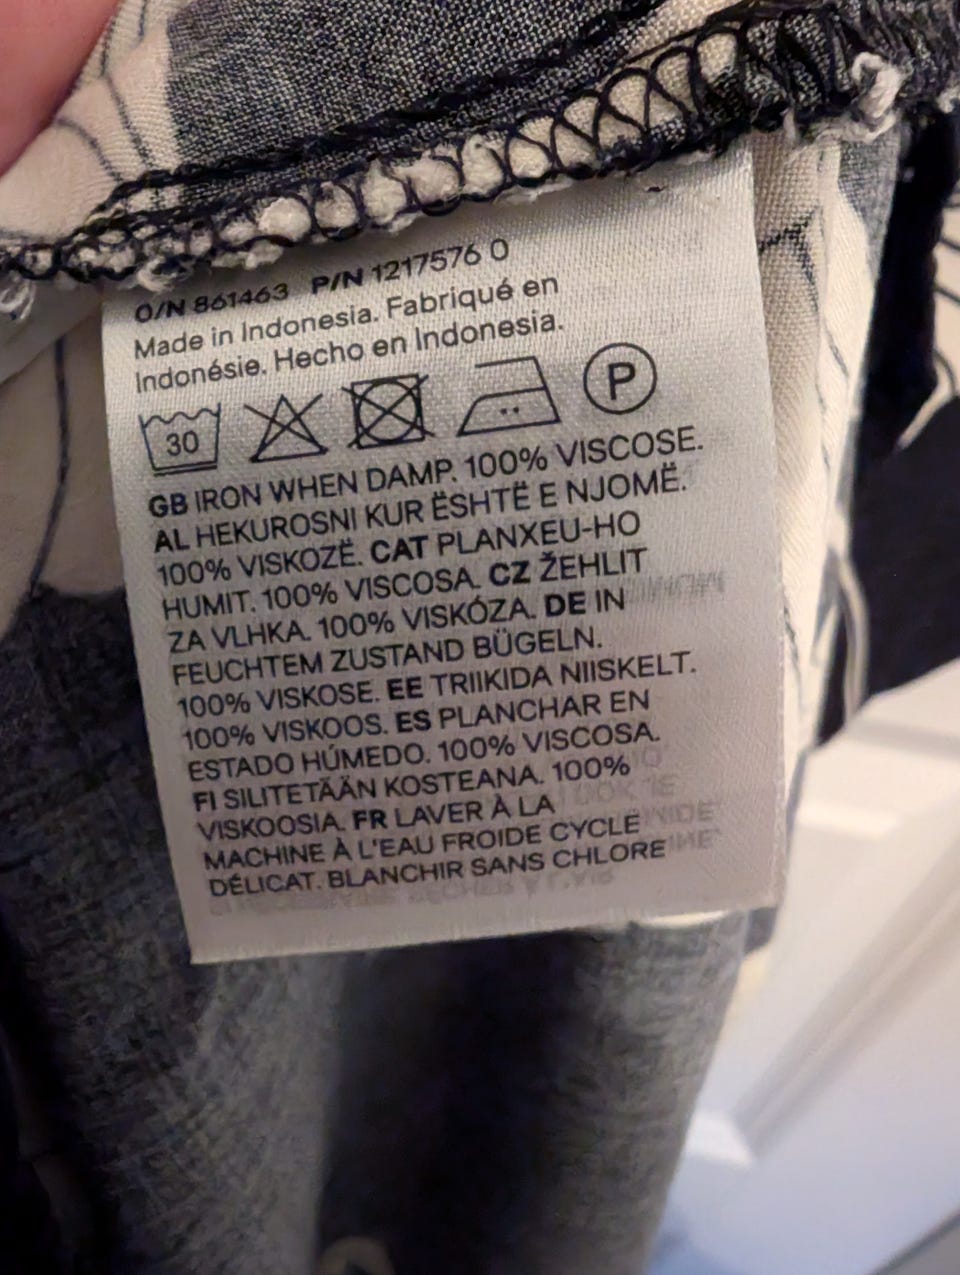 O/N 861463 P/N 1217576 0
Made in Indonesia. Fabriqué en
Indonésie. Hecho en Indonesia.
30 P
GB IRON WHEN DAMP. 100% VISCOSE.
AL HEKUROSNI KUR ËSHTË E NJOMË.
100% VISKOZË. CAT PLANXEU-HO
HUMIT. 100% VISCOSA. CZ ŽEHLIT
ZA VLHKA. 100% VISKÓZA. DE IN
FEUCHTEM ZUSTAND BÜGELN.
100% VISKOSE. EE TRIIKIDA NIISKELT.
100% VISKOOS. ES PLANCHAR EN
ESTADO HÚMEDO. 100% VISCOSA.
FI SILITETÄÄN KOSTEANA. 100%
VISKOOSIA. FR LAVER À LA
MACHINE À L'EAU FROIDE CYCLE
DÉLICAT. BLANCHIR SANS CHLORE